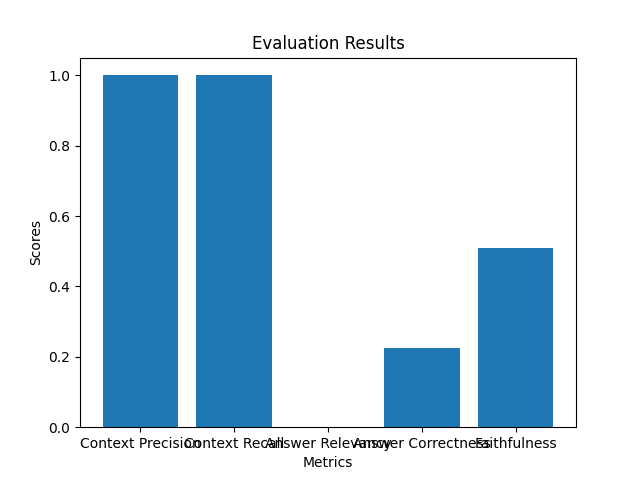 Evaluation Results
1.0
0.8
0.6
0.4
0.2
0.0
Scores
Context Precision Context Recall Answer Relevancy Answer Correctness Faithfulness
Metrics